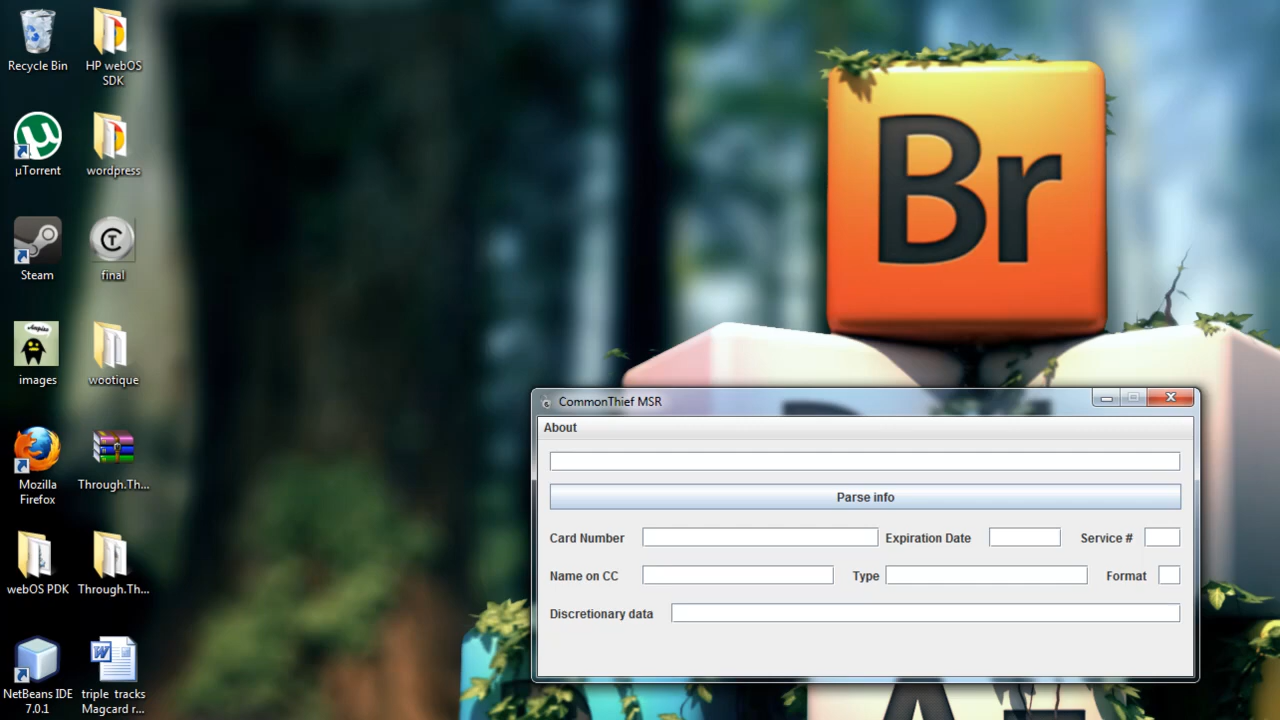 Recycle Bin
HP webOS
SDK
µTorrent
wordpress
Steam
final
images
wootique
Mozilla
Firefox
Through.Th...
webOS PDK
Through.Th...
NetBeans IDE
7.0.1
triple tracks
Magcard r...
Br
CommonThief MSR
About
Parse info
Card Number
Expiration Date
Service #
Name on CC
Type
Format
Discretionary data